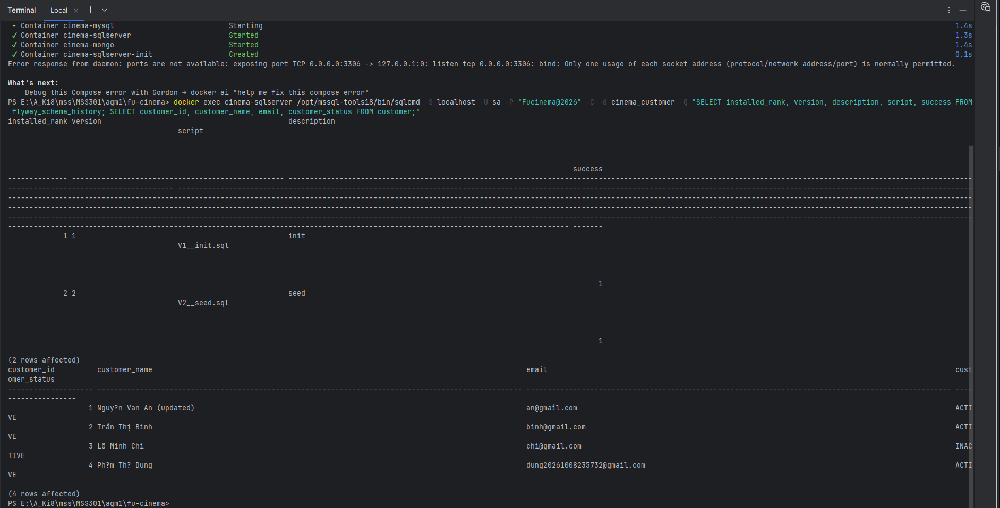 Terminal Local × + ⌄
- Container cinema-mysql Starting 1.4s
✓ Container cinema-sqlserver Started 1.3s
✓ Container cinema-mongo Started 1.4s
✓ Container cinema-sqlserver-init Created 0.1s
Error response from daemon: ports are not available: exposing port TCP 0.0.0.0:3306 -> 127.0.0.1:0: listen tcp 0.0.0.0:3306: bind: Only one usage of each socket address (protocol/network address/port) is normally permitted.
What's next:
Debug this Compose error with Gordon → docker ai "help me fix this compose error"
PS E:\A_Ki8\mss\MSS301\agm1\fu-cinema> docker exec cinema-sqlserver /opt/mssql-tools18/bin/sqlcmd -S localhost -U sa -P "Fucinema@2026" -C -d cinema_customer -Q "SELECT installed_rank, version, description, script, success FROM
flyway_schema_history; SELECT customer_id, customer_name, email, customer_status FROM customer;"
installed_rank version description
script
success
-------------- -------------------------------------------------- -----------------------------------------------------------------------------------------------------------------------------------------------------------------
--------------------------------------- -------------------------------------------------------------------------------------------------------------------------------------------------------------------------------------------
-----------------------------------------------------------------------------------------------------------------------------------------------------------------------------------------------------------------------------------
-----------------------------------------------------------------------------------------------------------------------------------------------------------------------------------------------------------------------------------
-----------------------------------------------------------------------------------------------------------------------------------------------------------------------------------------------------------------------------------
------------------------------------------------------------------------------------------------------------------------------------ -------
1 1 init
V1__init.sql
1
2 2 seed
V2__seed.sql
1
(2 rows affected)
customer_id customer_name email cust
omer_status
-------------------- ---------------------------------------------------------------------------------------------------- ---------------------------------------------------------------------------------------------------- ----
----------------
1 Nguy?n Van An (updated) an@gmail.com ACTI
VE
2 Trần Thị Bình binh@gmail.com ACTI
VE
3 Lê Minh Chi chi@gmail.com INAC
TIVE
4 Ph?m Th? Dung dung20261008235732@gmail.com ACTI
VE
(4 rows affected)
PS E:\A_Ki8\mss\MSS301\agm1\fu-cinema>